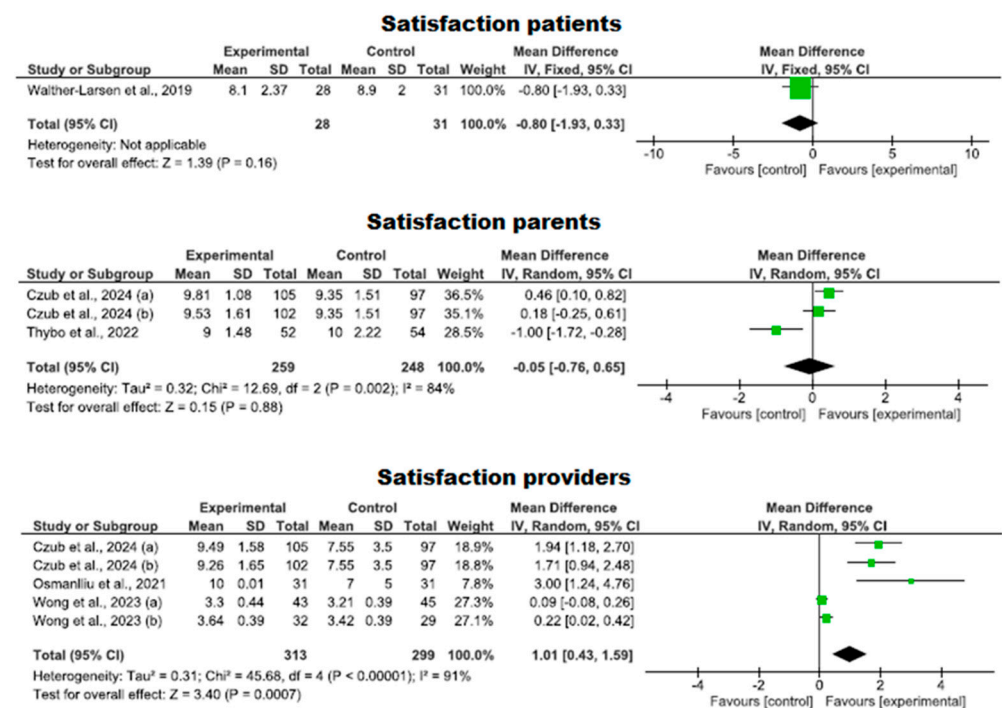 Satisfaction patients
Experimental Control Mean Difference Mean Difference
Study or Subgroup Mean SD Total Mean SD Total Weight IV, Fixed, 95% CI IV, Fixed, 95% CI
Walther-Larsen et al., 2019 8.1 2.37 28 8.9 2 31 100.0% -0.80 [-1.93, 0.33]
Total (95% CI) 28 31 100.0% -0.80 [-1.93, 0.33]
Heterogeneity: Not applicable
Test for overall effect: Z = 1.39 (P = 0.16)
-10 -5 0 5 10
Favours [control] Favours [experimental]
Satisfaction parents
Experimental Control Mean Difference Mean Difference
Study or Subgroup Mean SD Total Mean SD Total Weight IV, Random, 95% CI IV, Random, 95% CI
Czub et al., 2024 (a) 9.81 1.08 105 9.35 1.51 97 36.5% 0.46 [0.10, 0.82]
Czub et al., 2024 (b) 9.53 1.61 102 9.35 1.51 97 35.1% 0.18 [-0.25, 0.61]
Thybo et al., 2022 9 1.48 52 10 2.22 54 28.5% -1.00 [-1.72, -0.28]
Total (95% CI) 259 248 100.0% -0.05 [-0.76, 0.65]
Heterogeneity: Tau² = 0.32; Chi² = 12.69, df = 2 (P = 0.002); I² = 84%
Test for overall effect: Z = 0.15 (P = 0.88)
-4 -2 0 2 4
Favours [control] Favours [experimental]
Satisfaction providers
Experimental Control Mean Difference Mean Difference
Study or Subgroup Mean SD Total Mean SD Total Weight IV, Random, 95% CI IV, Random, 95% CI
Czub et al., 2024 (a) 9.49 1.58 105 7.55 3.5 97 18.9% 1.94 [1.18, 2.70]
Czub et al., 2024 (b) 9.26 1.65 102 7.55 3.5 97 18.8% 1.71 [0.94, 2.48]
Osmanlliu et al., 2021 10 0.01 31 7 5 31 7.8% 3.00 [1.24, 4.76]
Wong et al., 2023 (a) 3.3 0.44 43 3.21 0.39 45 27.3% 0.09 [-0.08, 0.26]
Wong et al., 2023 (b) 3.64 0.39 32 3.42 0.39 29 27.1% 0.22 [0.02, 0.42]
Total (95% CI) 313 299 100.0% 1.01 [0.43, 1.59]
Heterogeneity: Tau² = 0.31; Chi² = 45.68, df = 4 (P < 0.00001); I² = 91%
Test for overall effect: Z = 3.40 (P = 0.0007)
-4 -2 0 2 4
Favours [control] Favours [experimental]